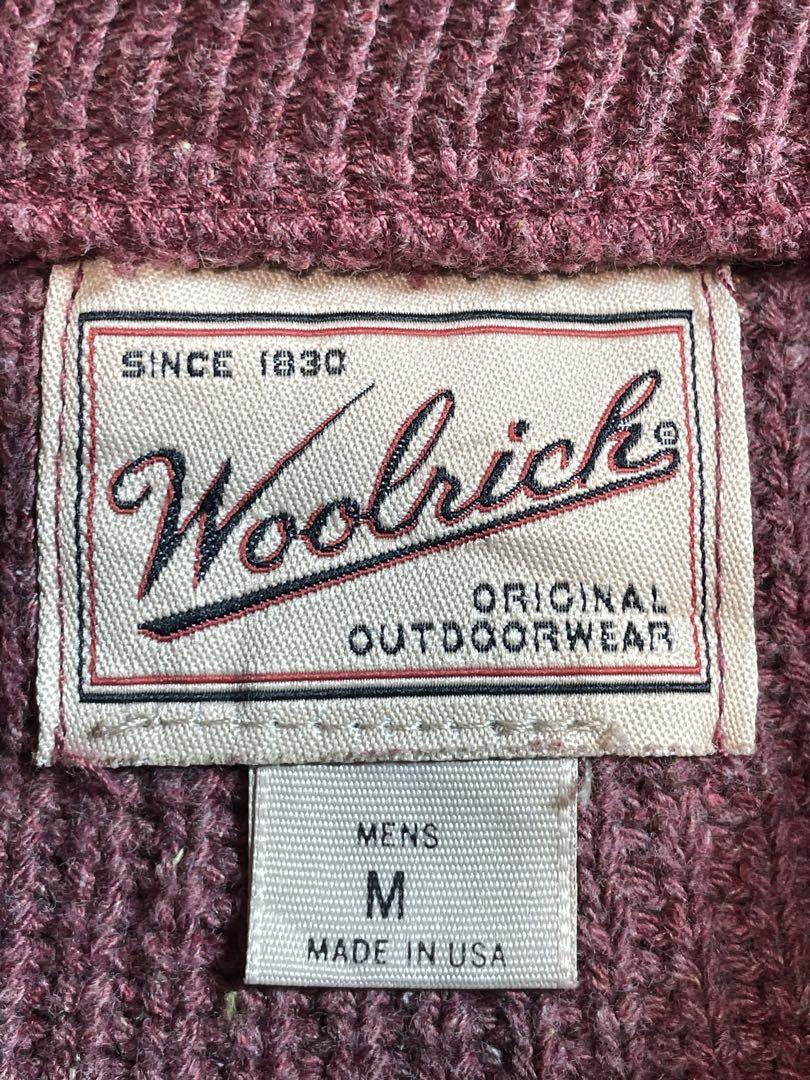 SINCE 1830
Woolrich®
ORIGINAL
OUTDOORWEAR
MENS
M
MADE IN USA